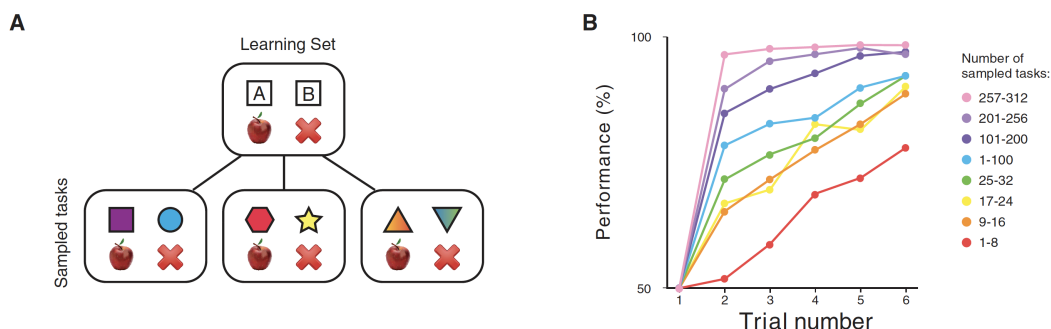 A
Learning Set
A B
Sampled tasks
B
100
50
Performance (%)
1 2 3 4 5 6
Trial number
Number of
sampled tasks:
257-312
201-256
101-200
1-100
25-32
17-24
9-16
1-8